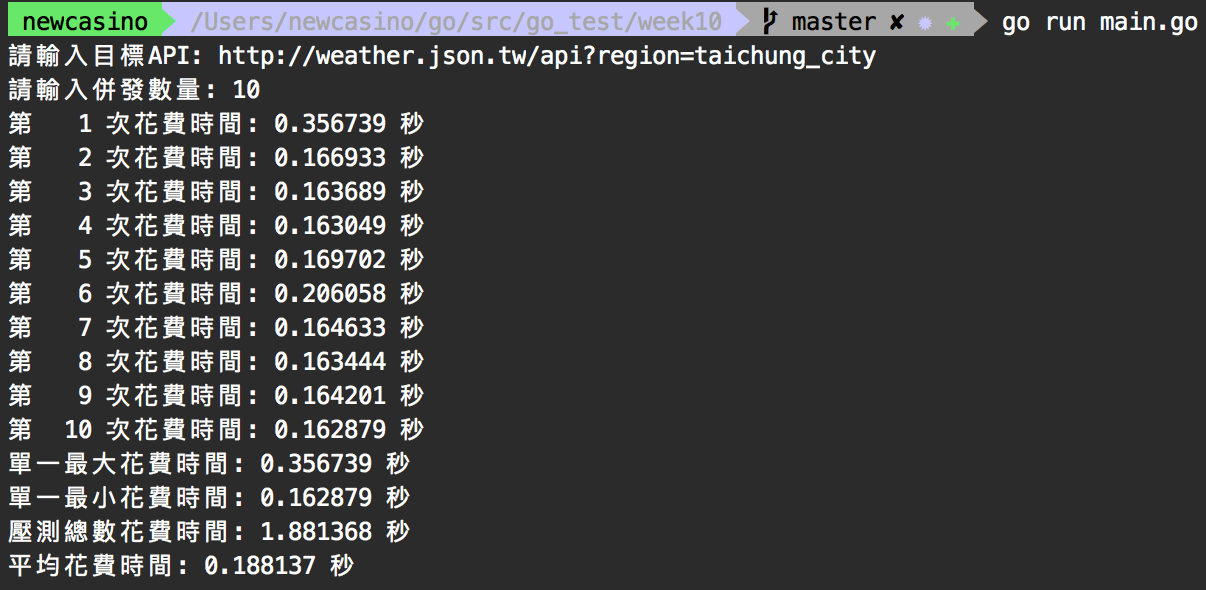 newcasino /Users/newcasino/go/src/go_test/week10 master ✘ ✹ ✚ go run main.go
請輸入目標API: http://weather.json.tw/api?region=taichung_city
請輸入併發數量: 10
第   1 次花費時間: 0.356739 秒
第   2 次花費時間: 0.166933 秒
第   3 次花費時間: 0.163689 秒
第   4 次花費時間: 0.163049 秒
第   5 次花費時間: 0.169702 秒
第   6 次花費時間: 0.206058 秒
第   7 次花費時間: 0.164633 秒
第   8 次花費時間: 0.163444 秒
第   9 次花費時間: 0.164201 秒
第  10 次花費時間: 0.162879 秒
單一最大花費時間: 0.356739 秒
單一最小花費時間: 0.162879 秒
壓測總數花費時間: 1.881368 秒
平均花費時間: 0.188137 秒